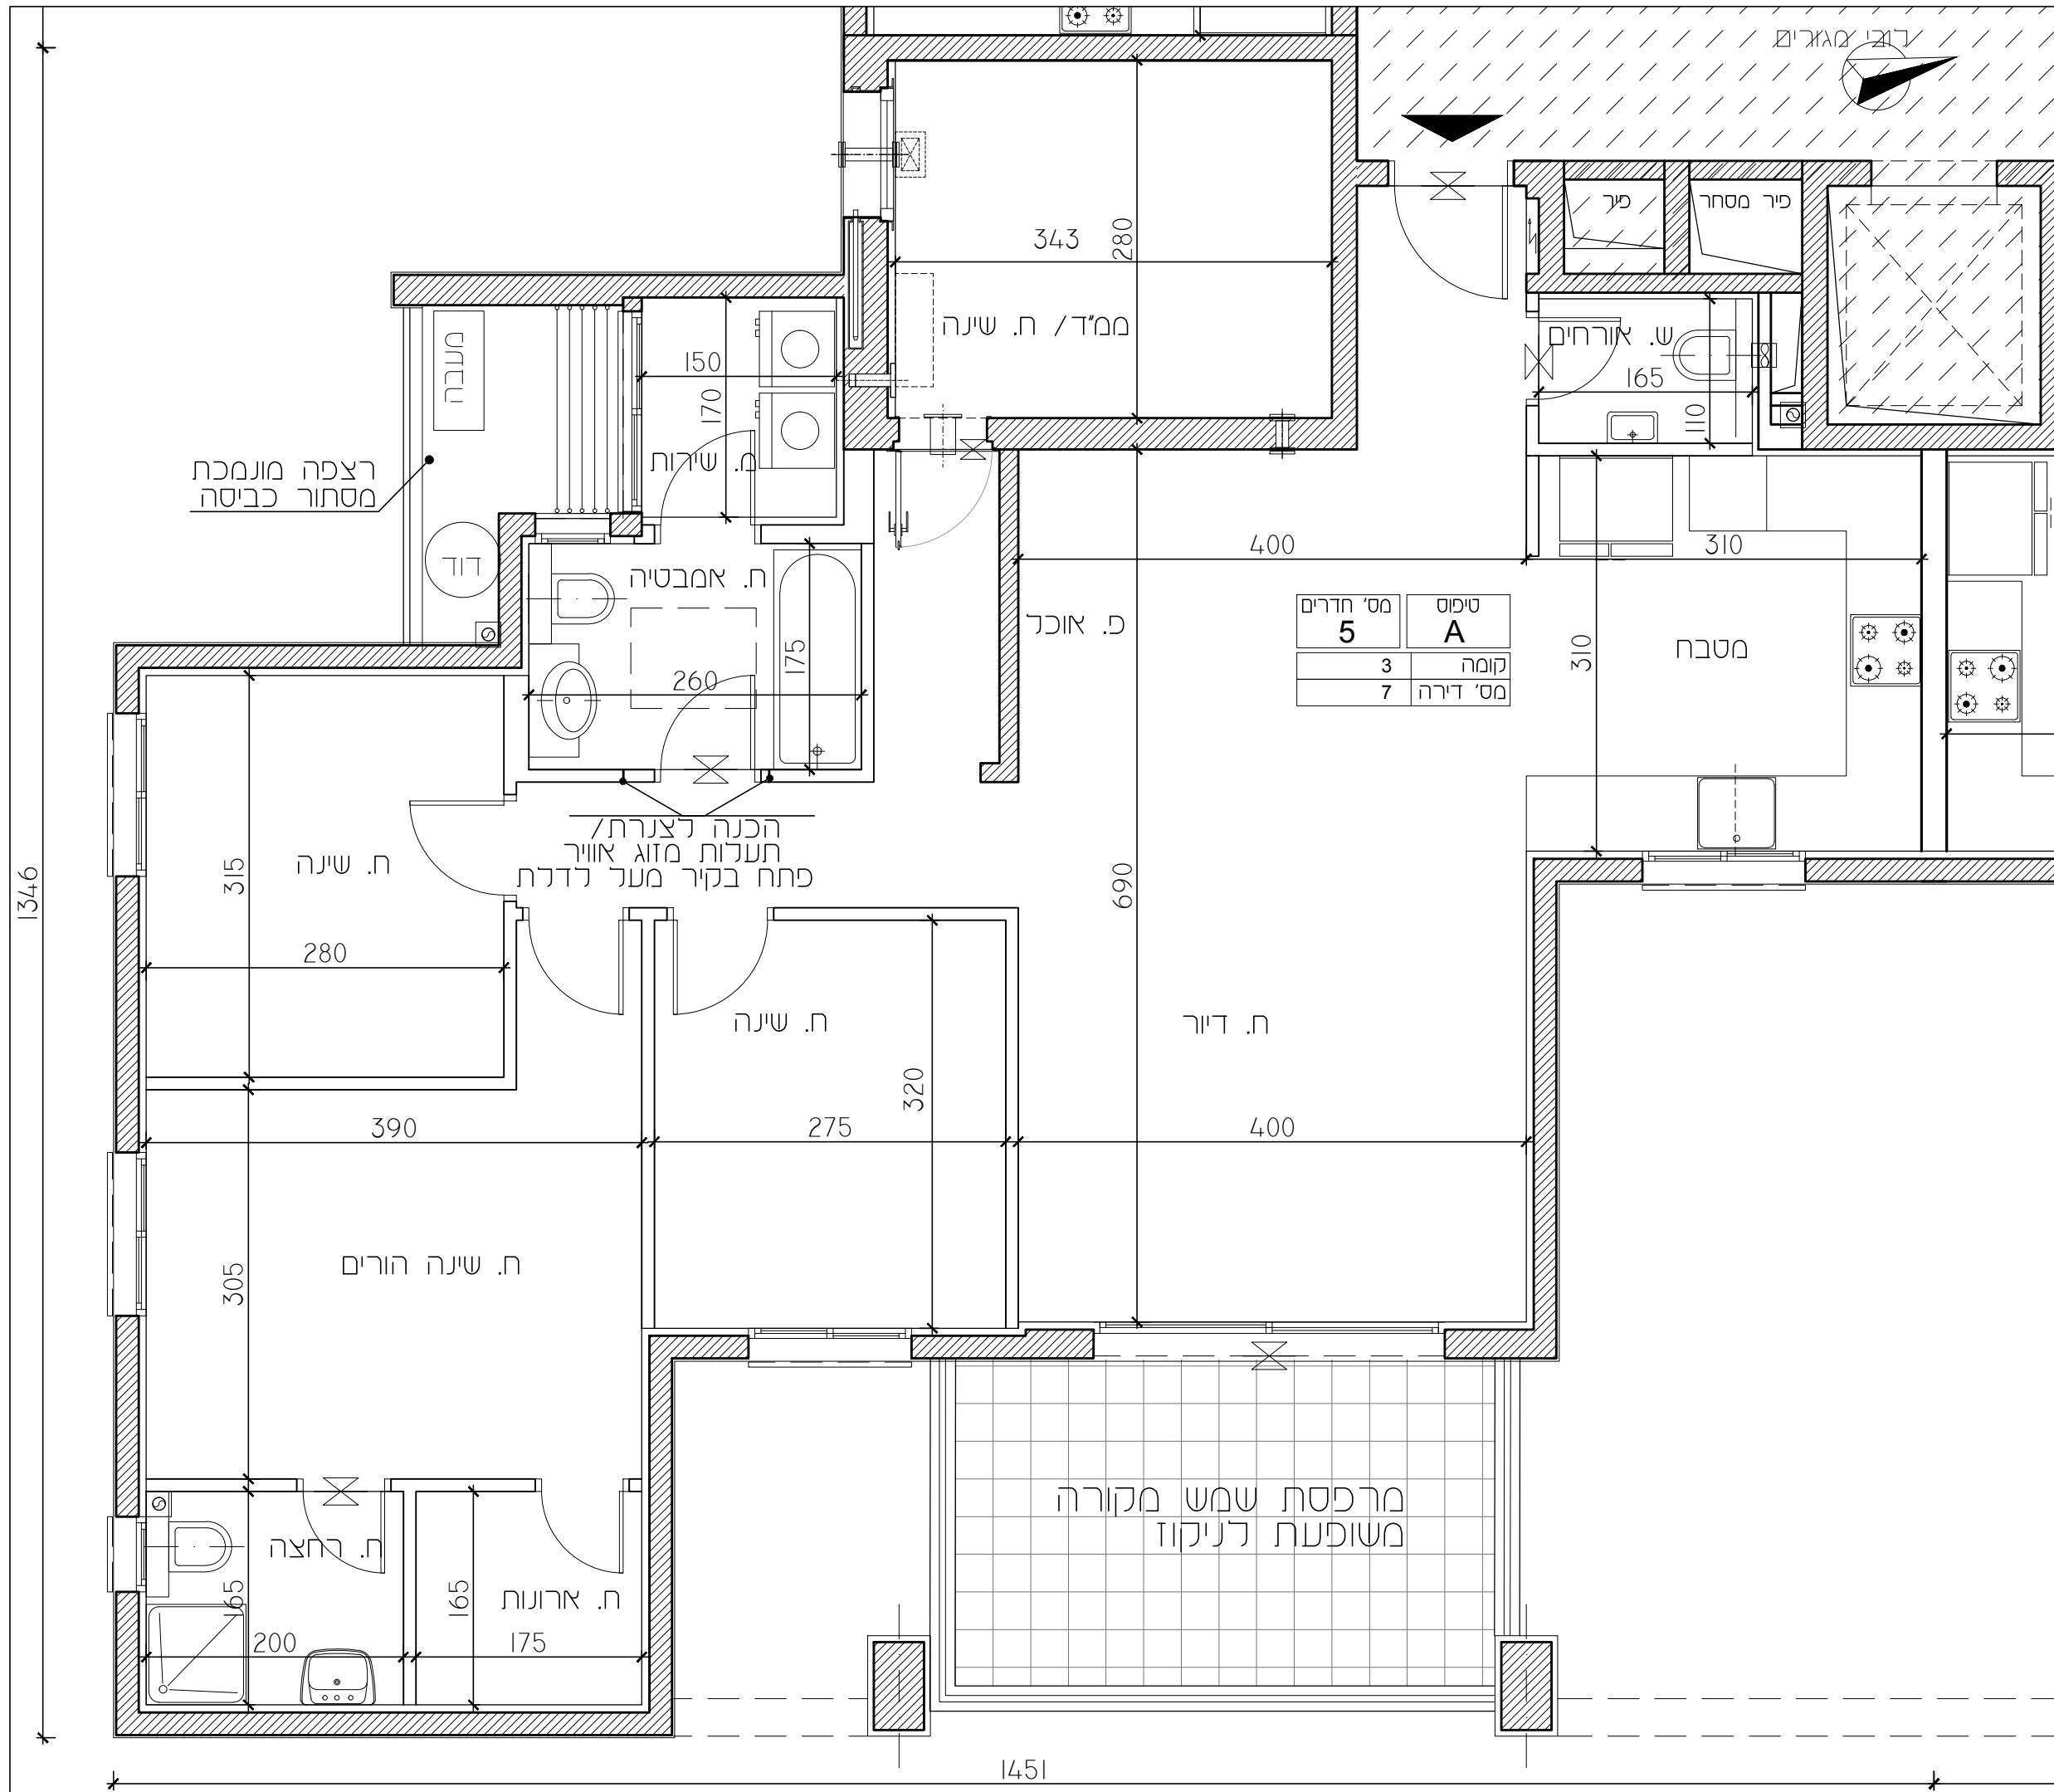 לובי מגורים
פיר
פיר מסחר
343
280
ממ"ד/ ח. שינה
ש. אורחים
165
110
מעבה
150
170
מ. שירות
רצפה מונמכת
מסתור כביסה
דוד
ח. אמבטיה
175
260
400
310
פ. אוכל
טיפוס
A
מס' חדרים
5
קומה
3
מס' דירה
7
310
מטבח
הכנה לצנרת/
תעלות מזוג אוויר
פתח בקיר מעל לדלת
ח. שינה
315
280
1346
690
ח. שינה
320
ח. דיור
390
275
400
305
ח. שינה הורים
מרפסת שמש מקורה
משופעת לניקוז
ח. רחצה
165
200
ח. ארונות
165
175
1451